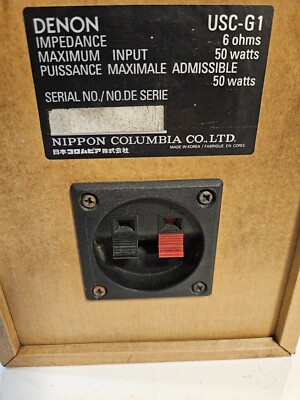 DENON USC-G1
IMPEDANCE 6 ohms
MAXIMUM INPUT 50 watts
PUISSANCE MAXIMALE ADMISSIBLE
50 watts
SERIAL NO./NO.DE SERIE
NIPPON COLUMBIA CO.,LTD.
日本コロムビア株式会社 MADE IN KOREA / FABRIQUE EN COREE